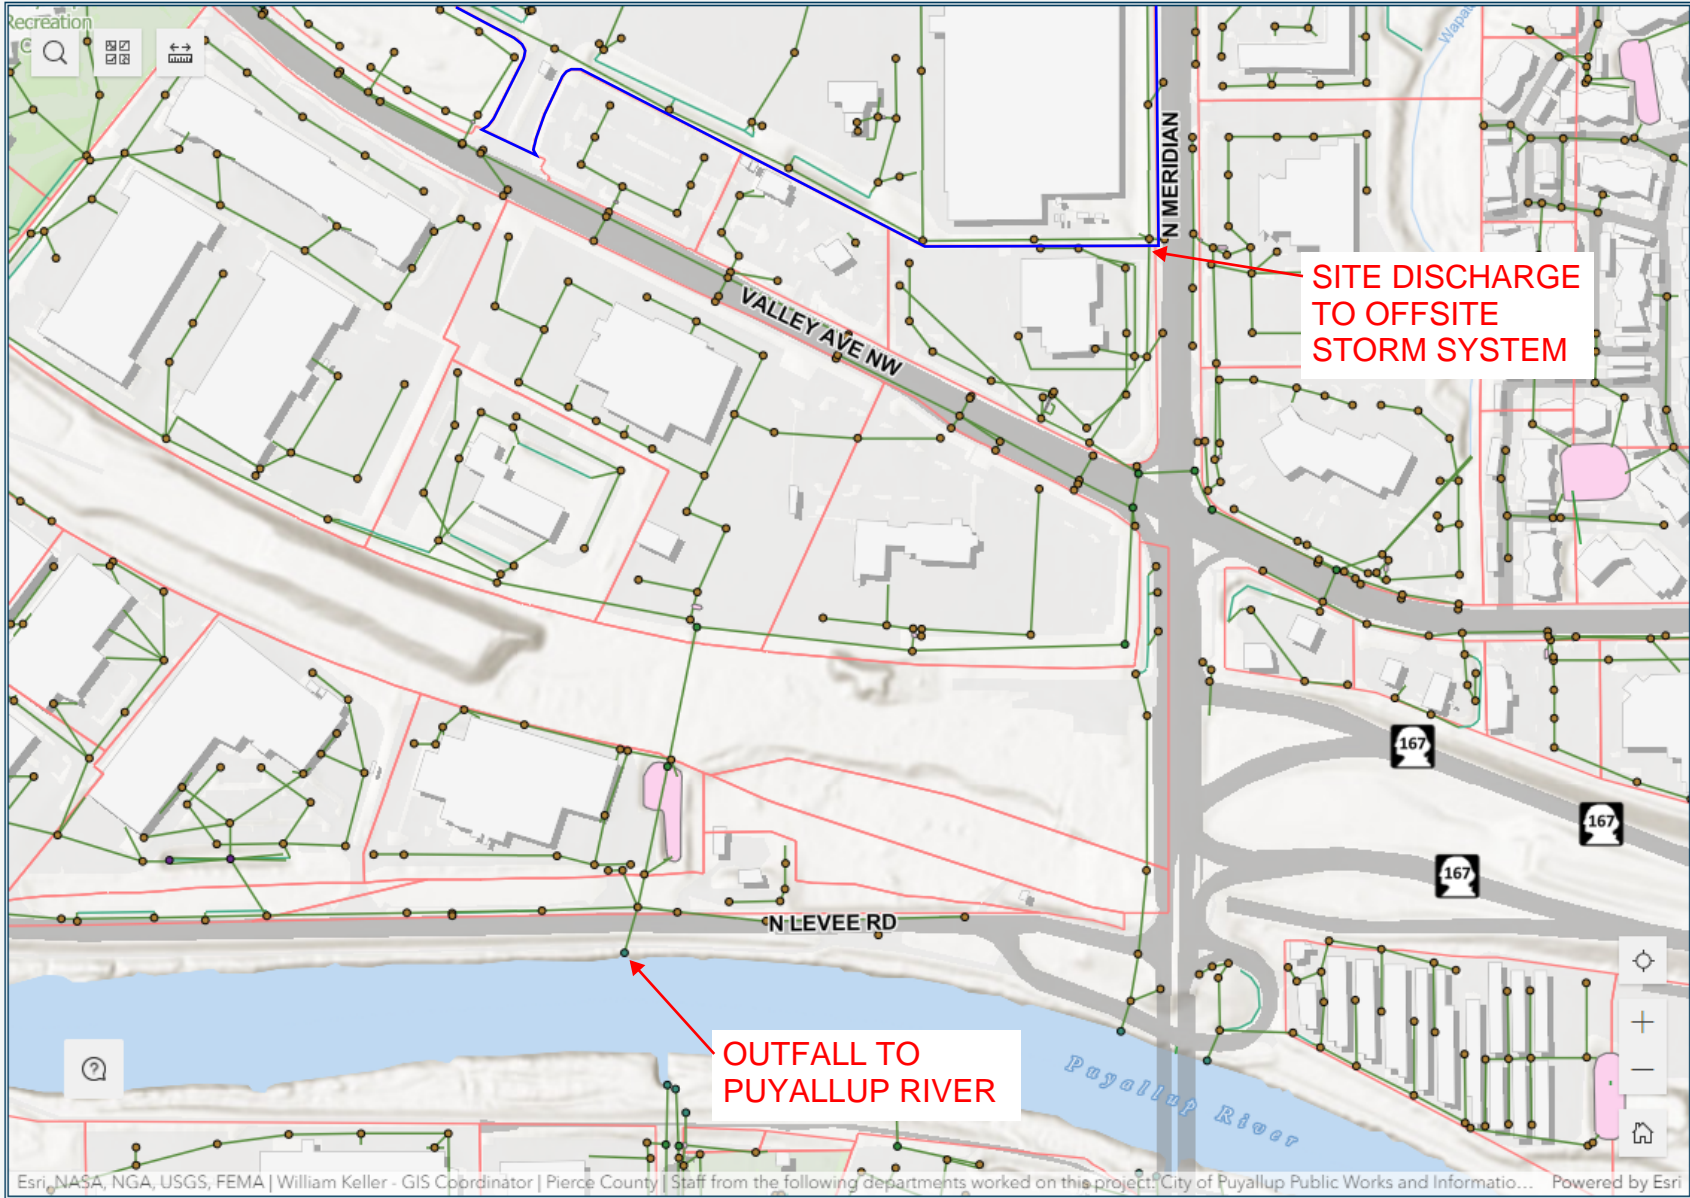 Recreation
Wapat
N MERIDIAN
SITE DISCHARGE
TO OFFSITE
STORM SYSTEM
VALLEY AVE NW
167
167
167
N LEVEE RD
OUTFALL TO
PUYALLUP RIVER
Puyallup River
Esri, NASA, NGA, USGS, FEMA | William Keller - GIS Coordinator | Pierce County | Staff from the following departments worked on this project: City of Puyallup Public Works and Informatio... Powered by Esri